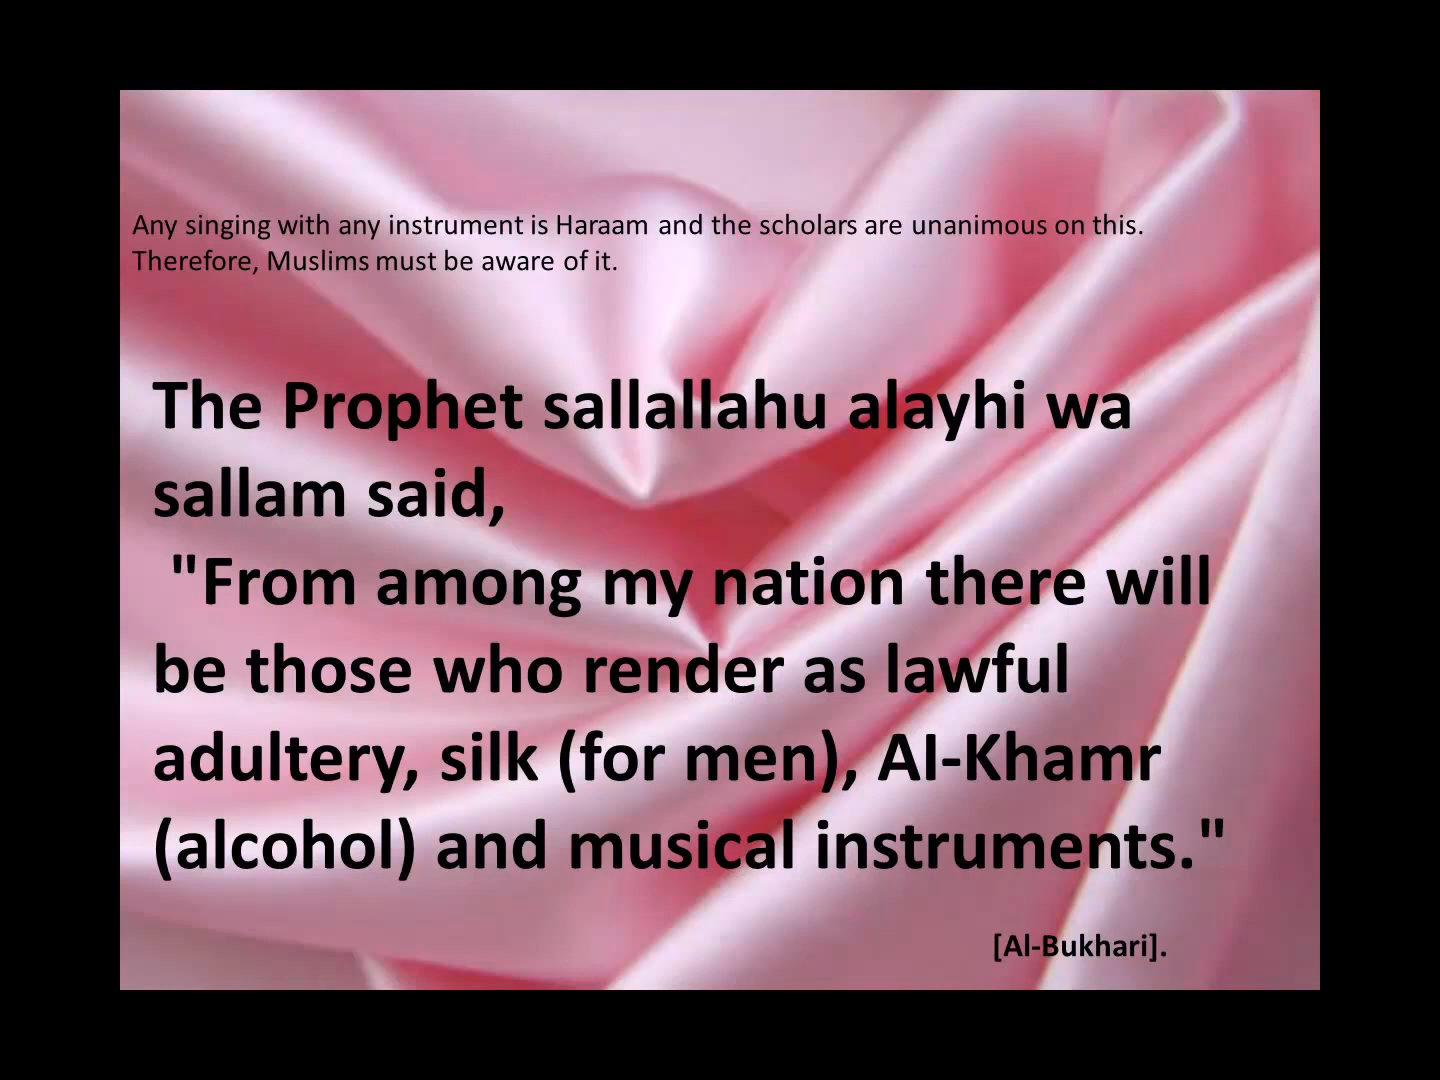 Any singing with any instrument is Haraam and the scholars are unanimous on this.
Therefore, Muslims must be aware of it.
The Prophet sallallahu alayhi wa
sallam said,
"From among my nation there will
be those who render as lawful
adultery, silk (for men), Al-Khamr
(alcohol) and musical instruments."
[Al-Bukhari].